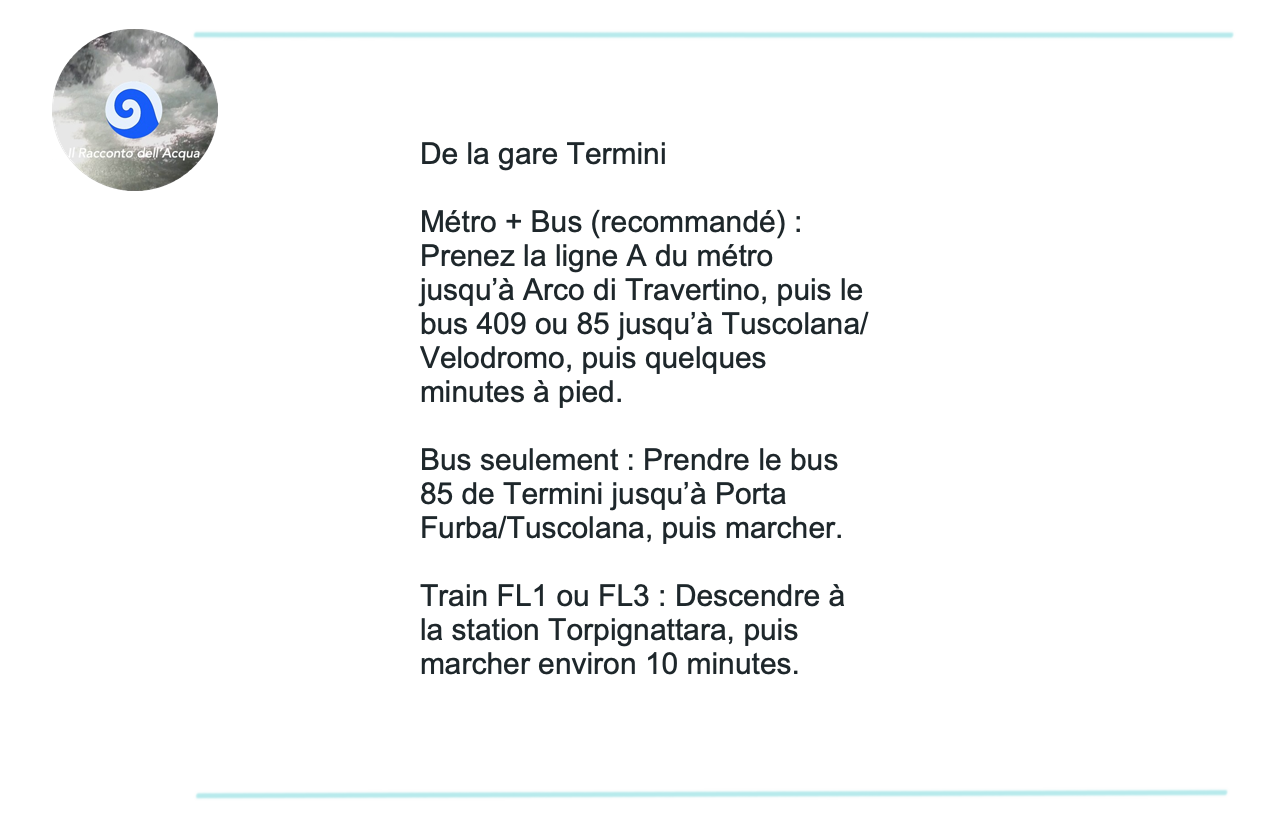 Il Racconto dell'Acqua
De la gare Termini
Métro + Bus (recommandé) :
Prenez la ligne A du métro
jusqu’à Arco di Travertino, puis le
bus 409 ou 85 jusqu’à Tuscolana/
Velodromo, puis quelques
minutes à pied.
Bus seulement : Prendre le bus
85 de Termini jusqu’à Porta
Furba/Tuscolana, puis marcher.
Train FL1 ou FL3 : Descendre à
la station Torpignattara, puis
marcher environ 10 minutes.